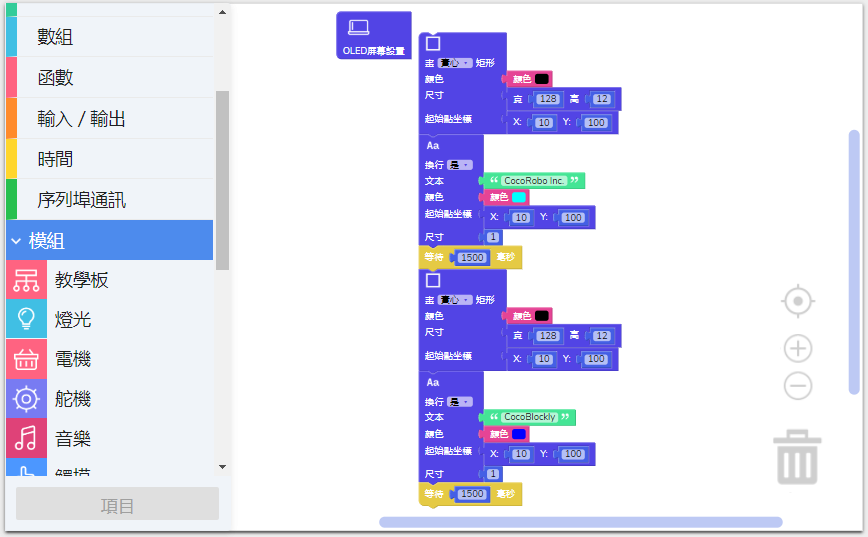 數組
函數
輸入 / 輸出
時間
序列埠通訊
模組
教學板
燈光
電機
舵機
音樂
觸摸
項目
OLED屏幕設置
畫 實心 矩形
顏色 顏色
尺寸 寬 128 高 12
起始點坐標 X: 10 Y: 100
Aa
換行 是
文本 “ CocoRobo Inc. ”
顏色 顏色
起始點坐標 X: 10 Y: 100
尺寸 1
等待 1500 毫秒
畫 實心 矩形
顏色 顏色
尺寸 寬 128 高 12
起始點坐標 X: 10 Y: 100
Aa
換行 是
文本 “ CocoBlockly ”
顏色 顏色
起始點坐標 X: 10 Y: 100
尺寸 1
等待 1500 毫秒